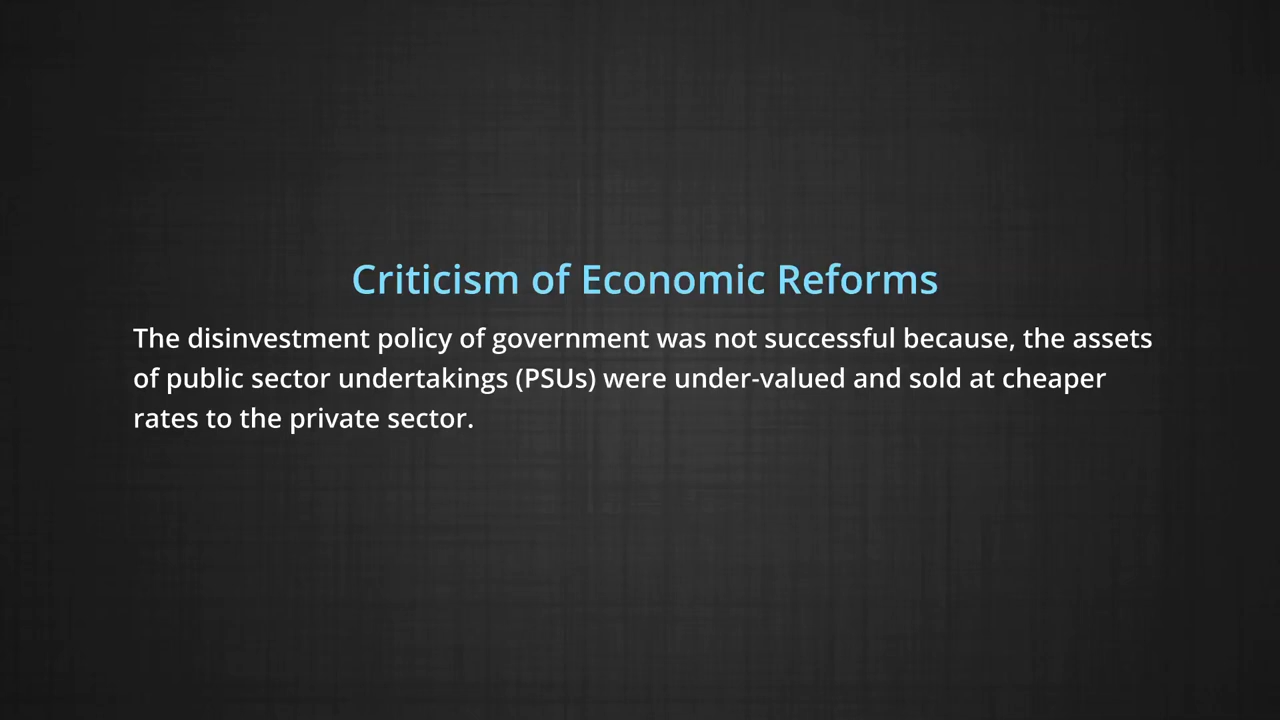 Criticism of Economic Reforms
The disinvestment policy of government was not successful because, the assets
of public sector undertakings (PSUs) were under-valued and sold at cheaper
rates to the private sector.